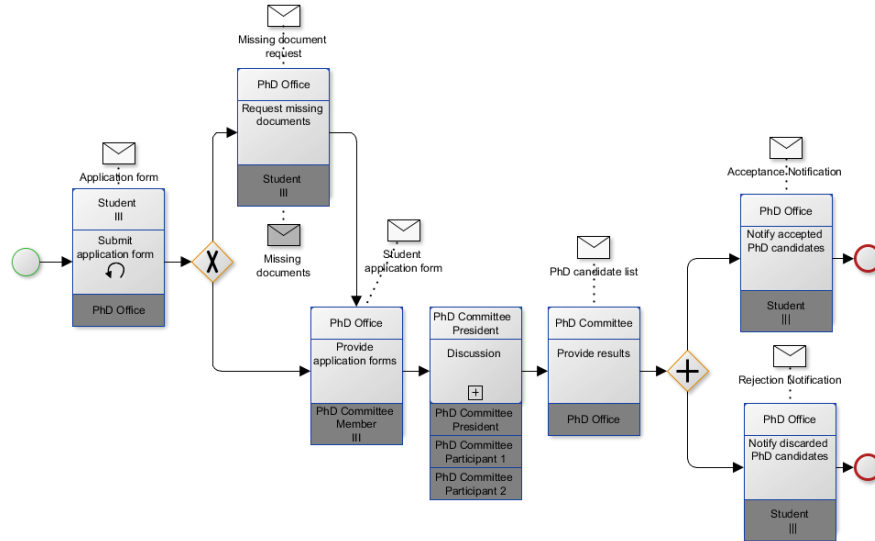 Application form
Student
III
Submit
application form
PhD Office
Missing document
request
PhD Office
Request missing
documents
Student
III
Missing
documents
Student
application form
PhD Office
Provide
application forms
PhD Committee
Member
III
PhD Committee
President
Discussion
PhD Committee
President
PhD Committee
Participant 1
PhD Committee
Participant 2
PhD candidate list
PhD Committee
Provide results
PhD Office
Acceptance Notification
PhD Office
Notify accepted
PhD candidates
Student
III
Rejection Notification
PhD Office
Notify discarded
PhD candidates
Student
III